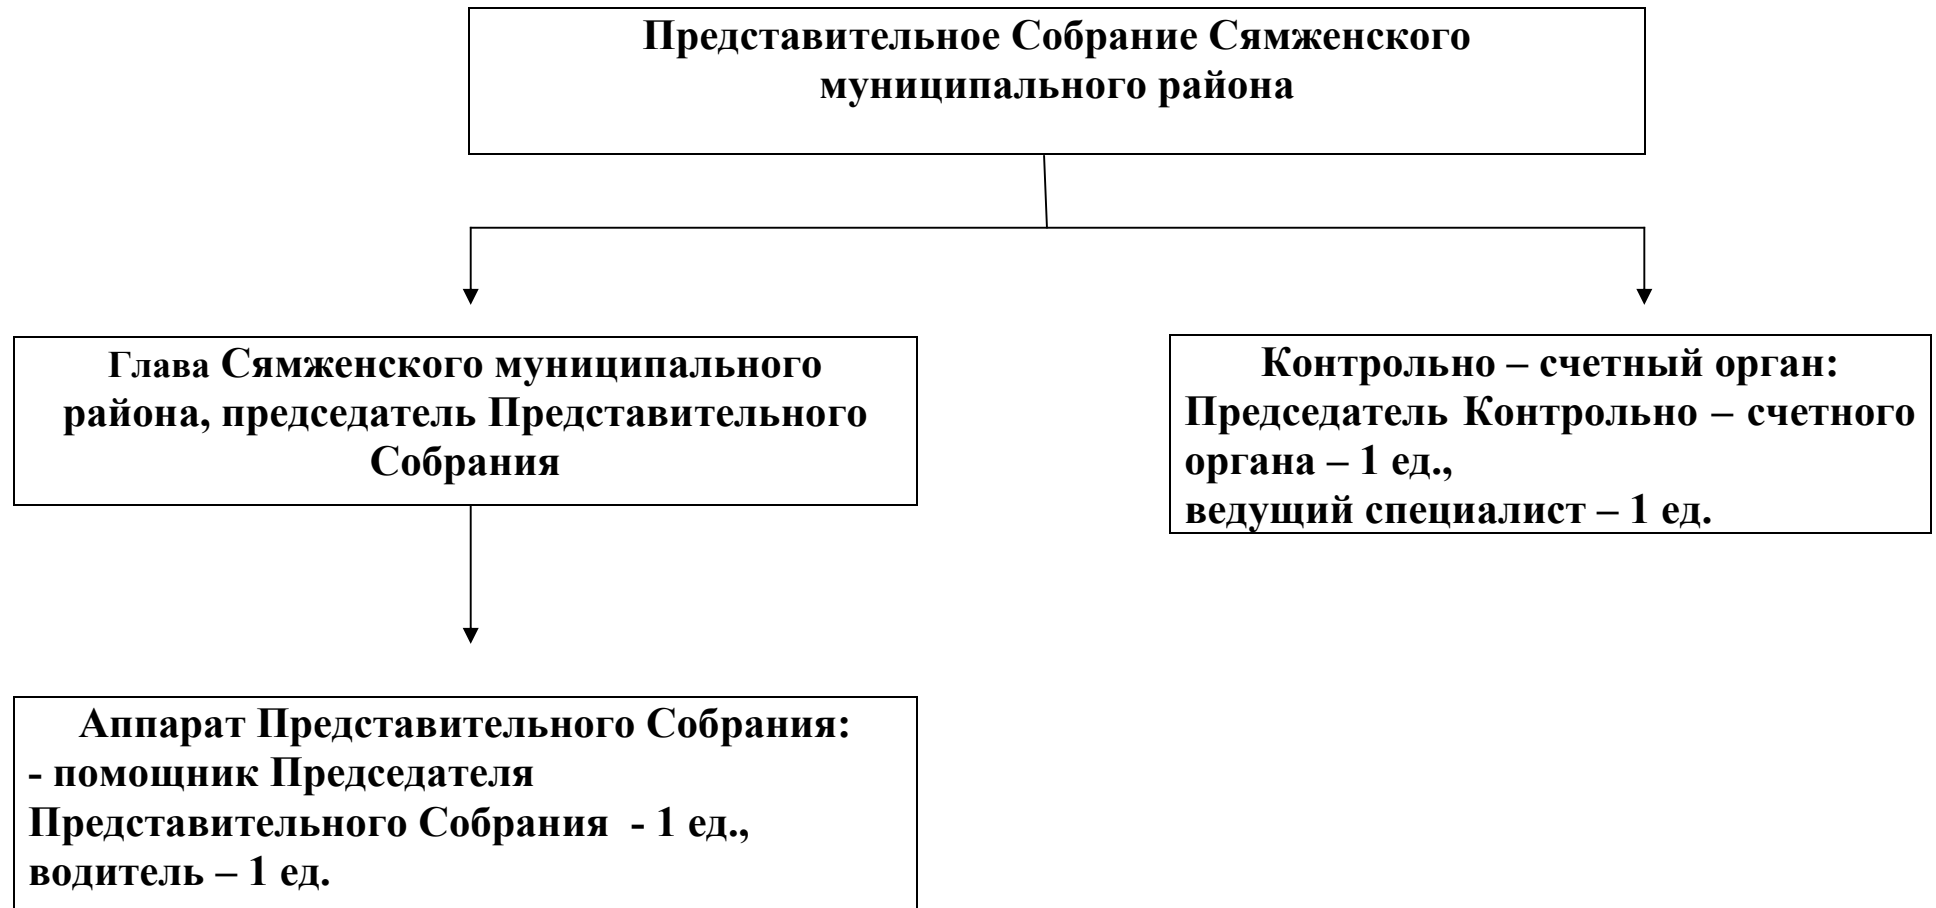 Представительное Собрание Сямженского
муниципального района
Глава Сямженского муниципального
района, председатель Представительного
Собрания
Контрольно – счетный орган:
Председатель Контрольно – счетного
органа – 1 ед.,
ведущий специалист – 1 ед.
Аппарат Представительного Собрания:
- помощник Председателя
Представительного Собрания - 1 ед.,
водитель – 1 ед.